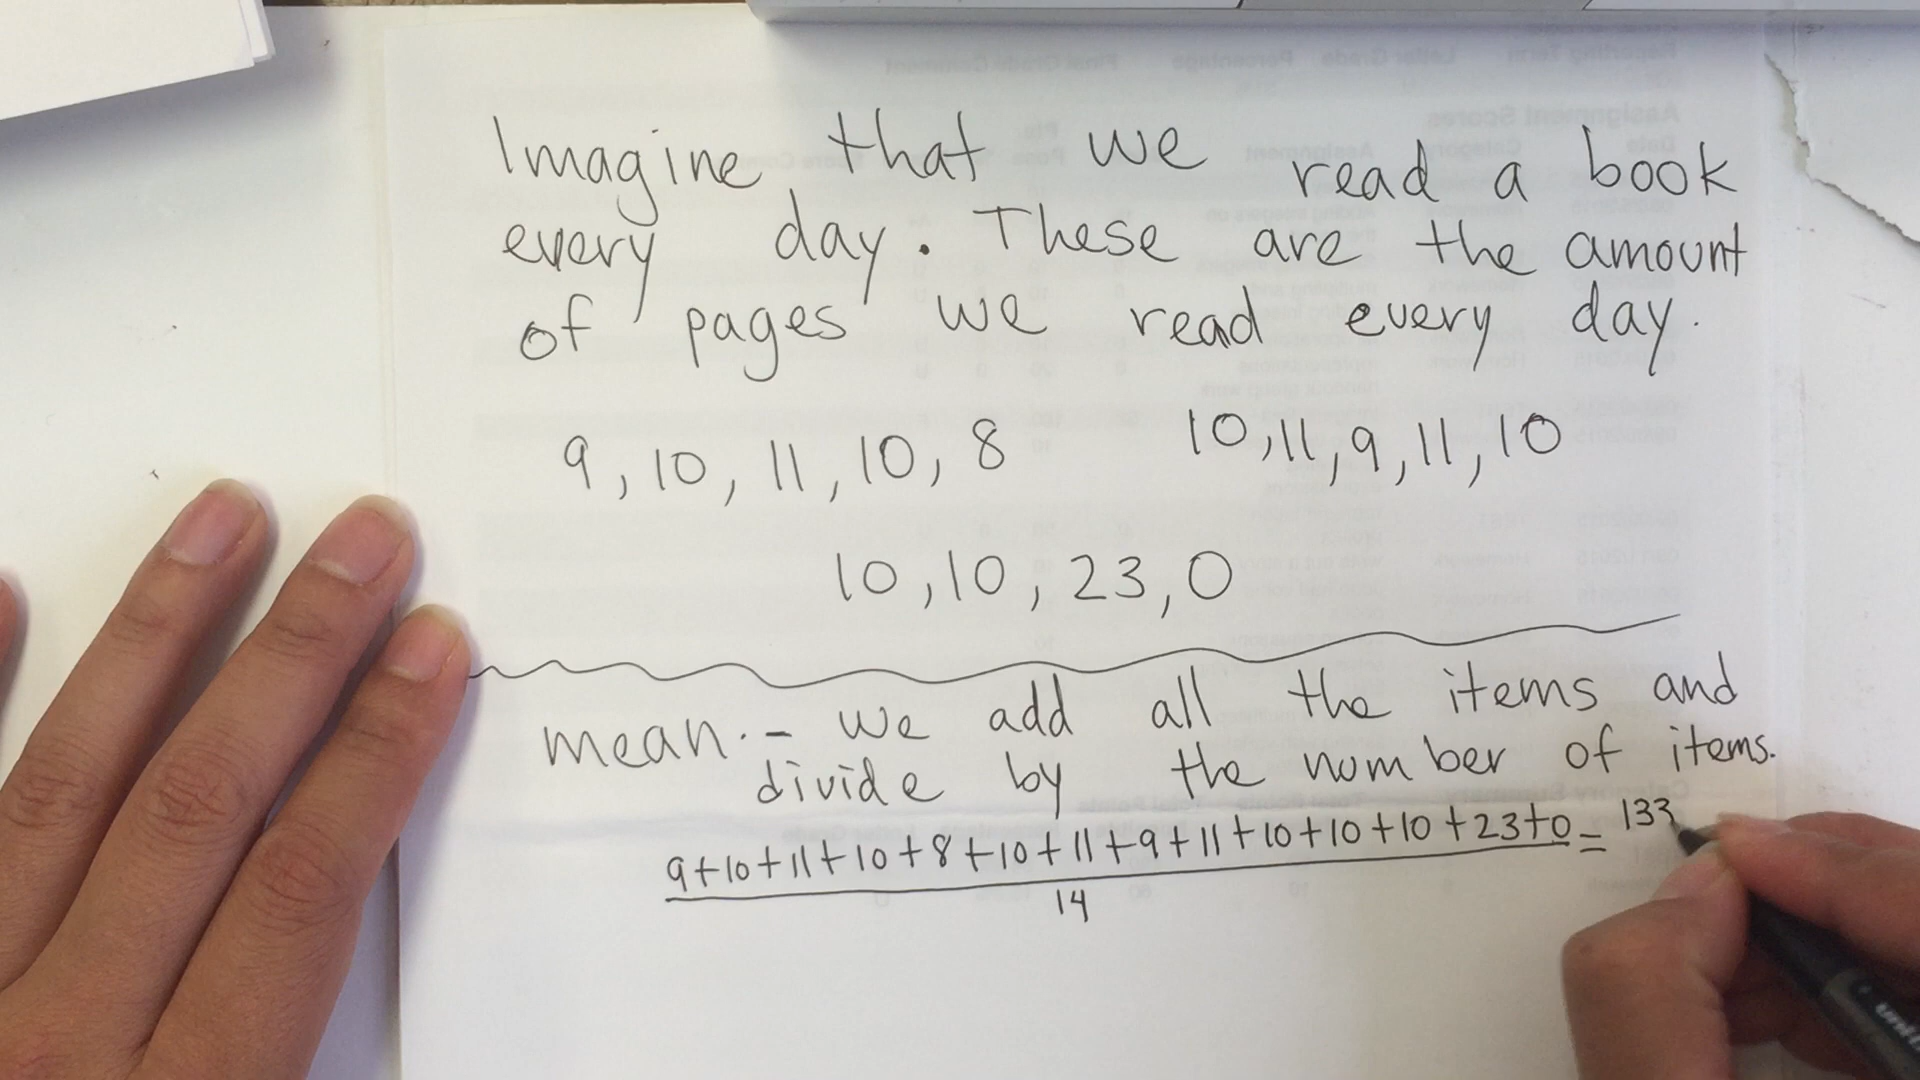 Imagine that we read a book
every day. These are the amount
of pages we read every day.
9, 10, 11, 10, 8 10, 11, 9, 11, 10
10, 10, 23, 0
mean.- we add all the items and
divide by the number of items.
9+10+11+10+8+10+11+9+11+10+10+10+23+0 = 133
14